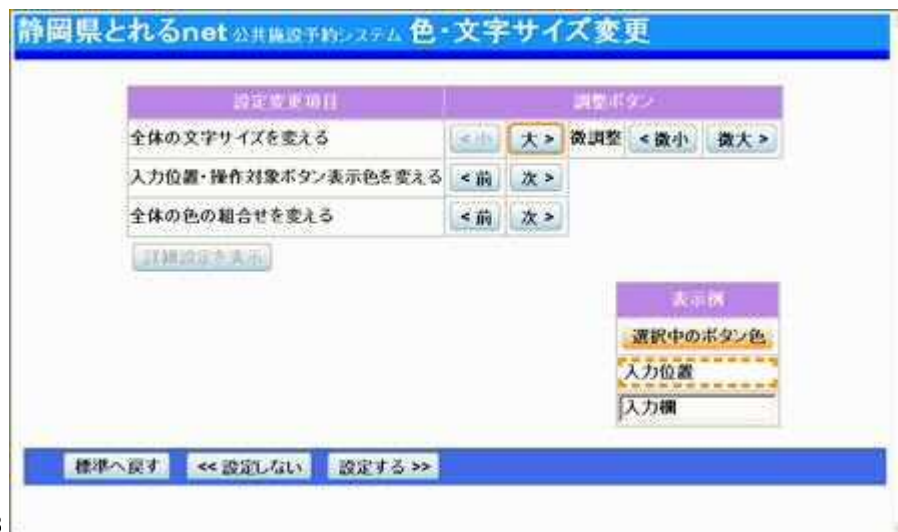 静岡県とれるnet 公共施設予約システム 色・文字サイズ変更
設定変更項目 調整ボタン
全体の文字サイズを変える <小 大 > 微調整 < 微小 微大 >
入力位置・操作対象ボタン表示色を変える < 前 次 >
全体の色の組合せを変える < 前 次 >
詳細設定を表示
表示例
選択中のボタン色
入力位置
入力欄
標準へ戻す << 設定しない 設定する >>